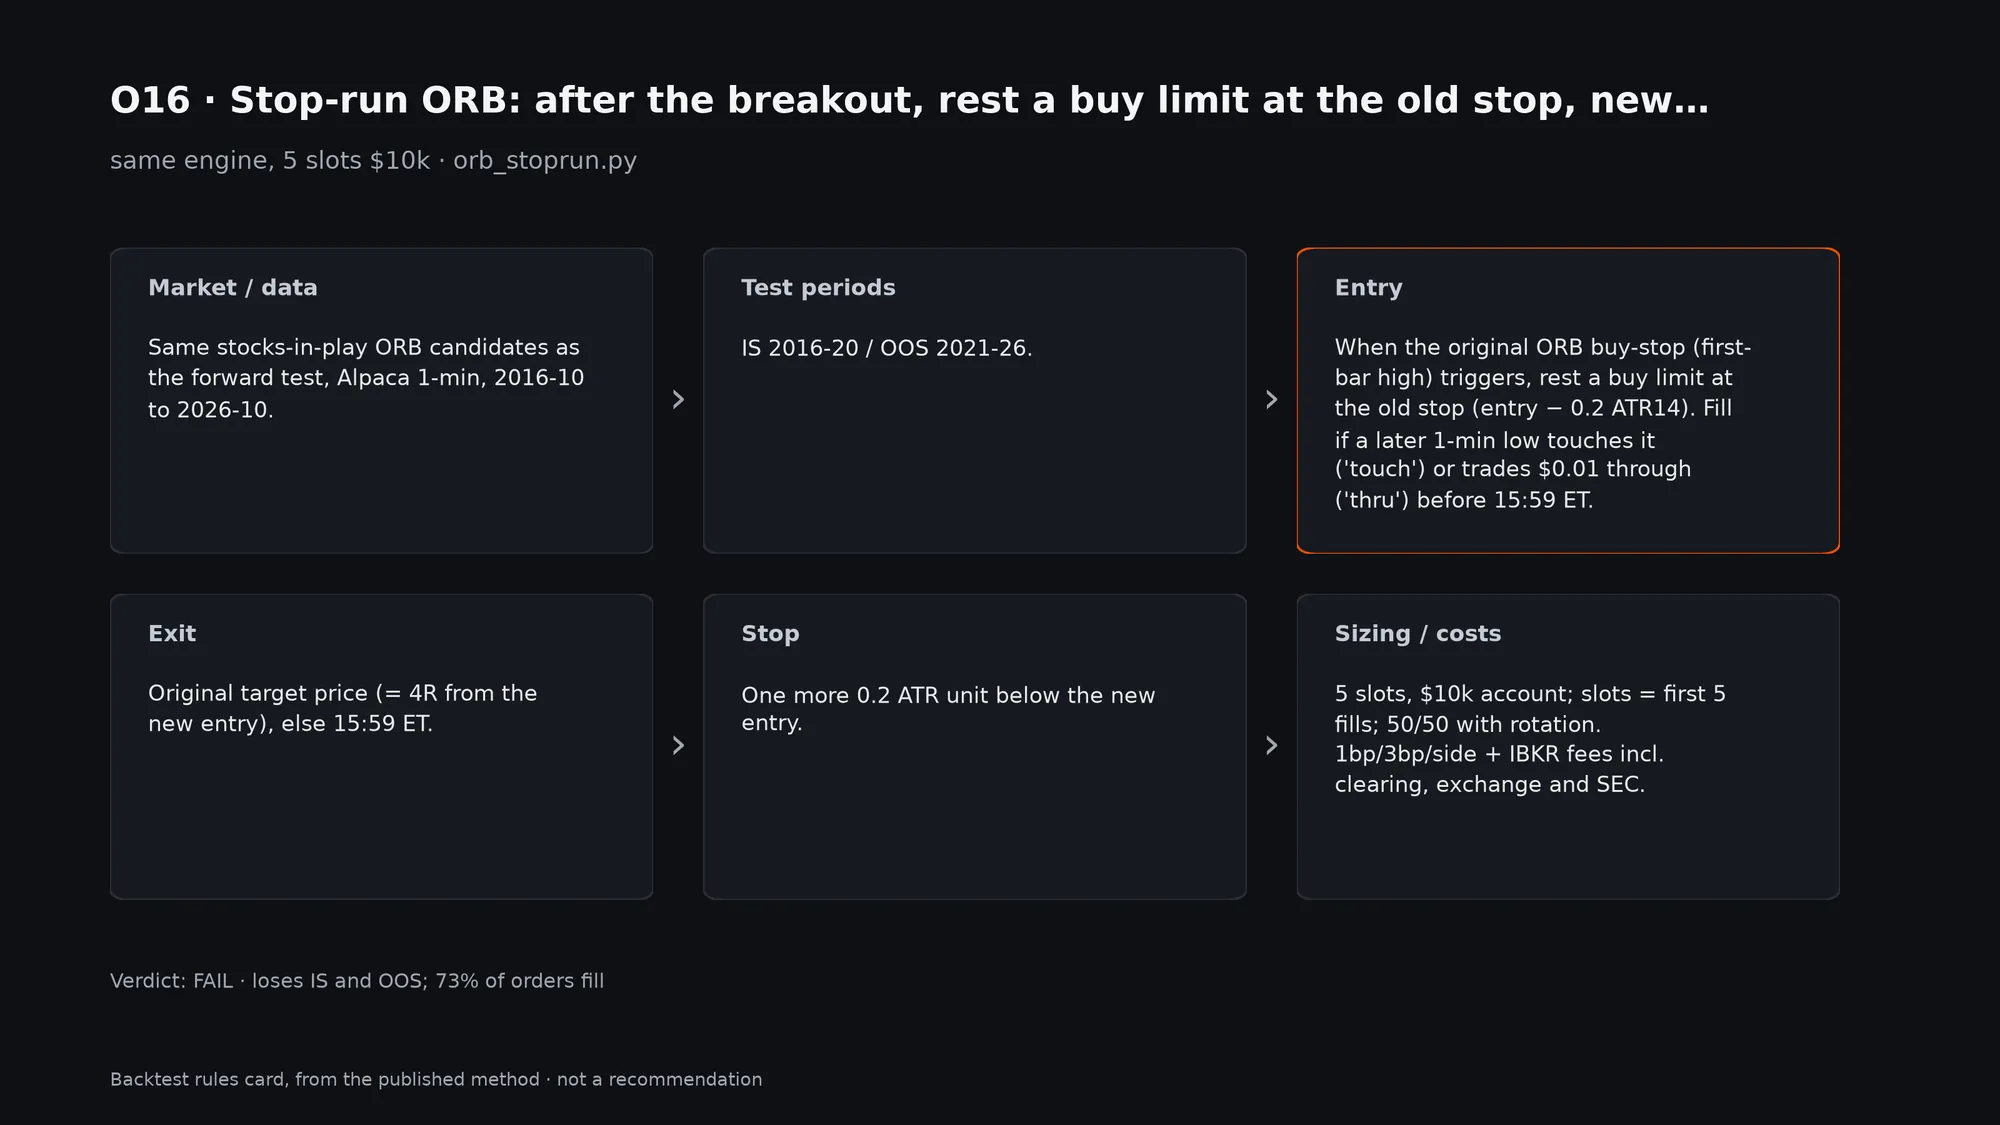 O16 · Stop-run ORB: after the breakout, rest a buy limit at the old stop, new…
same engine, 5 slots $10k · orb_stoprun.py
Market / data
Same stocks-in-play ORB candidates as
the forward test, Alpaca 1-min, 2016-10
to 2026-10.
›
Test periods
IS 2016-20 / OOS 2021-26.
›
Entry
When the original ORB buy-stop (first-
bar high) triggers, rest a buy limit at
the old stop (entry − 0.2 ATR14). Fill
if a later 1-min low touches it
('touch') or trades $0.01 through
('thru') before 15:59 ET.
Exit
Original target price (= 4R from the
new entry), else 15:59 ET.
›
Stop
One more 0.2 ATR unit below the new
entry.
›
Sizing / costs
5 slots, $10k account; slots = first 5
fills; 50/50 with rotation.
1bp/3bp/side + IBKR fees incl.
clearing, exchange and SEC.
Verdict: FAIL · loses IS and OOS; 73% of orders fill
Backtest rules card, from the published method · not a recommendation